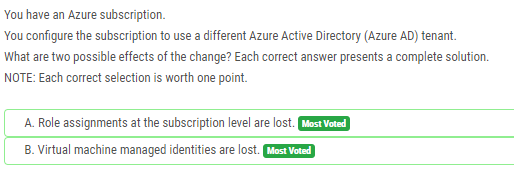 You have an Azure subscription.
You configure the subscription to use a different Azure Active Directory (Azure AD) tenant.
What are two possible effects of the change? Each correct answer presents a complete solution.
NOTE: Each correct selection is worth one point.
A. Role assignments at the subscription level are lost. Most Voted
B. Virtual machine managed identities are lost. Most Voted